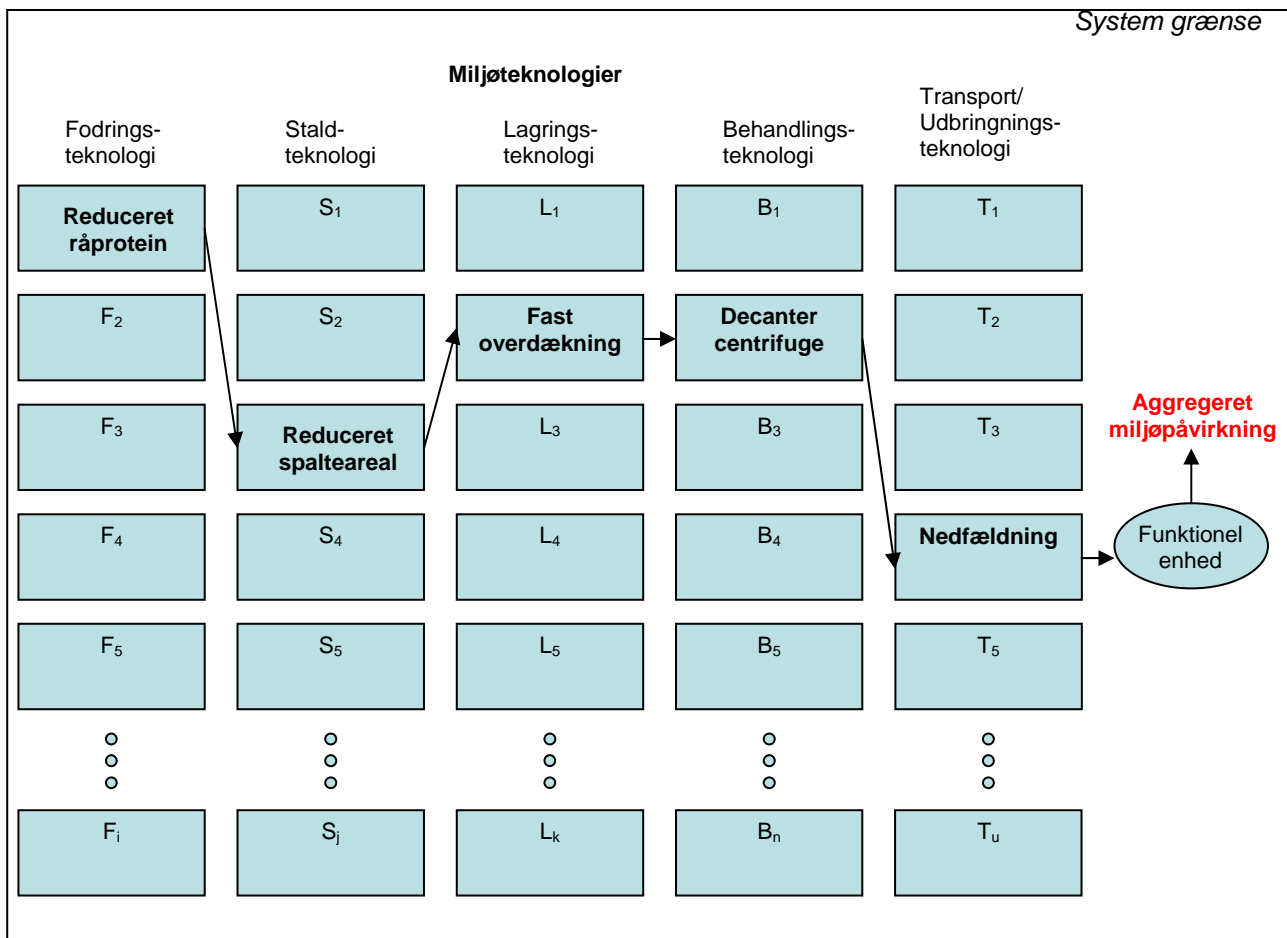 System grænse
Miljøteknologier
Fodrings-
teknologi
Stald-
teknologi
Lagrings-
teknologi
Behandlings-
teknologi
Transport/
Udbringnings-
teknologi
Reduceret
råprotein
S₁
L₁
B₁
T₁
F₂
S₂
Fast
overdækning
Decanter
centrifuge
T₂
F₃
Reduceret
spalteareal
L₃
B₃
T₃
Aggregeret
miljøpåvirkning
F₄
S₄
L₄
B₄
Nedfældning
Funktionel
enhed
F₅
S₅
L₅
B₅
T₅
Fᵢ
Sⱼ
Lₖ
Bₙ
Tᵤ